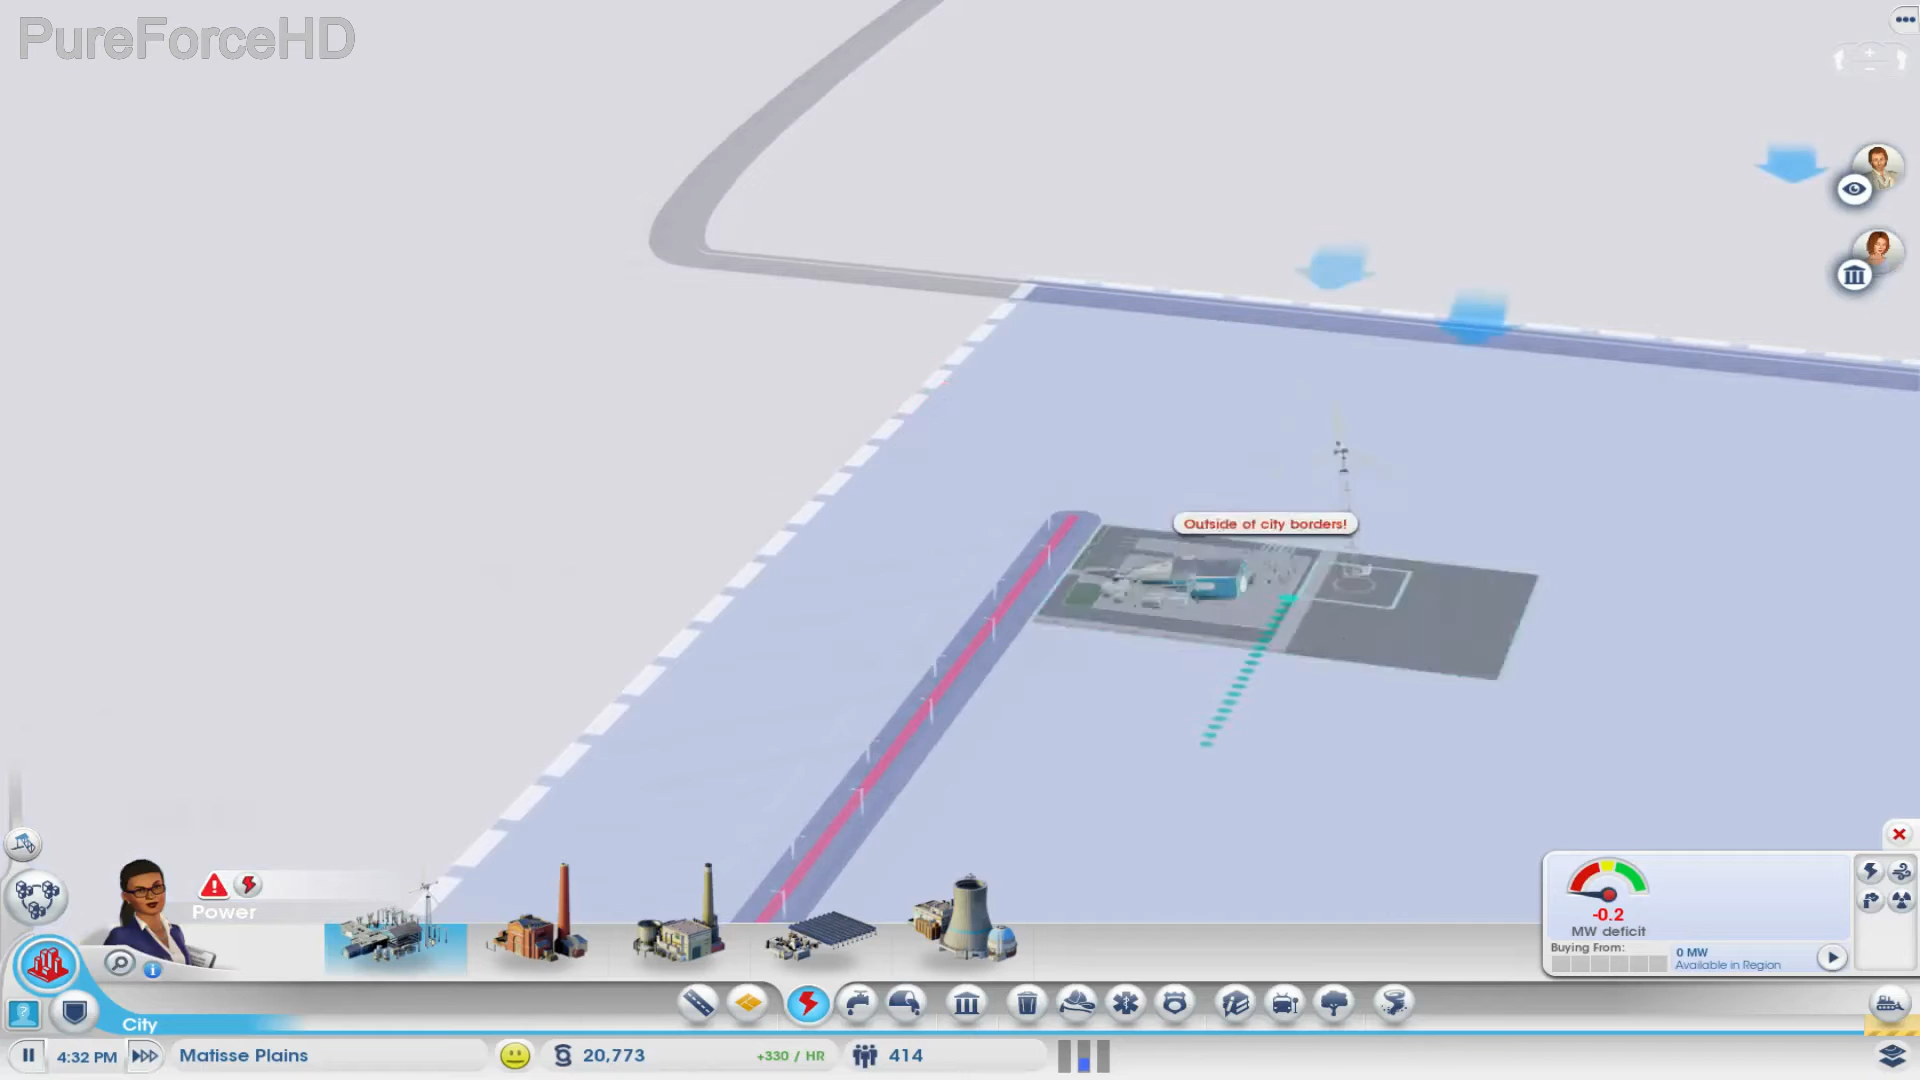 PureForceHD
Outside of city borders!
Power
-0.2
MW deficit
Buying From:
0 MW
Available in Region
City
4:32 PM
Matisse Plains
20,773
+330 / HR
414